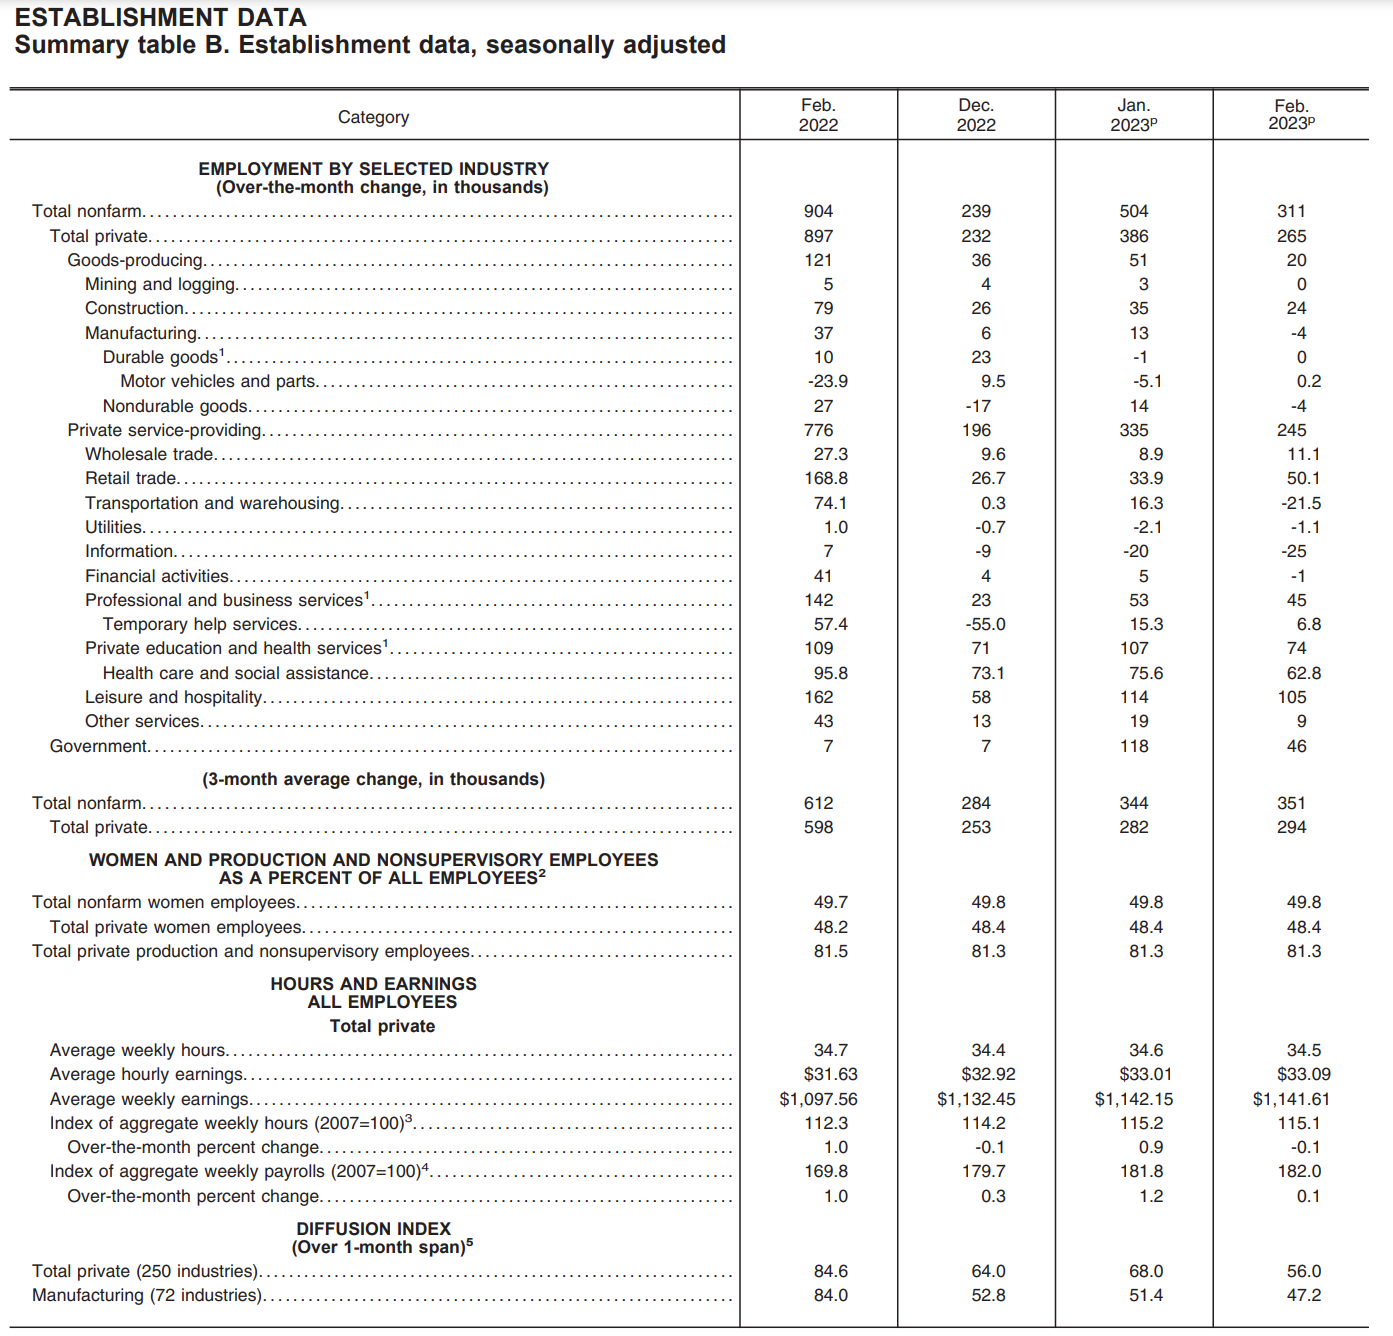 ESTABLISHMENT DATA
Summary table B. Establishment data, seasonally adjusted
Category Feb. 2022 Dec. 2022 Jan. 2023p Feb. 2023p
EMPLOYMENT BY SELECTED INDUSTRY
(Over-the-month change, in thousands)
Total nonfarm 904 239 504 311
Total private 897 232 386 265
Goods-producing 121 36 51 20
Mining and logging 5 4 3 0
Construction 79 26 35 24
Manufacturing 37 6 13 -4
Durable goods1 10 23 -1 0
Motor vehicles and parts -23.9 9.5 -5.1 0.2
Nondurable goods 27 -17 14 -4
Private service-providing 776 196 335 245
Wholesale trade 27.3 9.6 8.9 11.1
Retail trade 168.8 26.7 33.9 50.1
Transportation and warehousing 74.1 0.3 16.3 -21.5
Utilities 1.0 -0.7 -2.1 -1.1
Information 7 -9 -20 -25
Financial activities 41 4 5 -1
Professional and business services1 142 23 53 45
Temporary help services 57.4 -55.0 15.3 6.8
Private education and health services1 109 71 107 74
Health care and social assistance 95.8 73.1 75.6 62.8
Leisure and hospitality 162 58 114 105
Other services 43 13 19 9
Government 7 7 118 46
(3-month average change, in thousands)
Total nonfarm 612 284 344 351
Total private 598 253 282 294
WOMEN AND PRODUCTION AND NONSUPERVISORY EMPLOYEES
AS A PERCENT OF ALL EMPLOYEES2
Total nonfarm women employees 49.7 49.8 49.8 49.8
Total private women employees 48.2 48.4 48.4 48.4
Total private production and nonsupervisory employees 81.5 81.3 81.3 81.3
HOURS AND EARNINGS
ALL EMPLOYEES
Total private
Average weekly hours 34.7 34.4 34.6 34.5
Average hourly earnings $31.63 $32.92 $33.01 $33.09
Average weekly earnings $1,097.56 $1,132.45 $1,142.15 $1,141.61
Index of aggregate weekly hours (2007=100)3 112.3 114.2 115.2 115.1
Over-the-month percent change 1.0 -0.1 0.9 -0.1
Index of aggregate weekly payrolls (2007=100)4 169.8 179.7 181.8 182.0
Over-the-month percent change 1.0 0.3 1.2 0.1
DIFFUSION INDEX
(Over 1-month span)5
Total private (250 industries) 84.6 64.0 68.0 56.0
Manufacturing (72 industries) 84.0 52.8 51.4 47.2